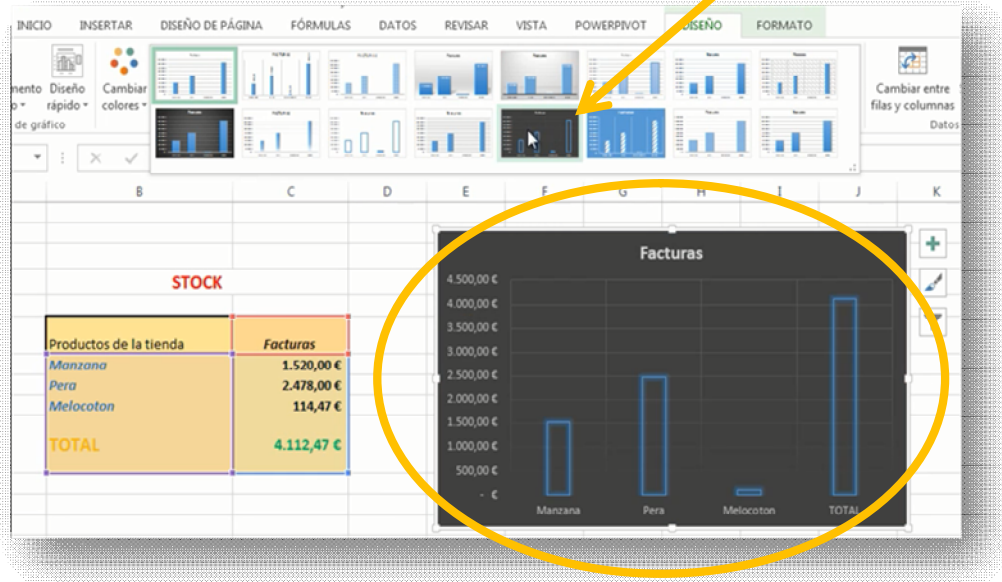 INICIO INSERTAR DISEÑO DE PÁGINA FÓRMULAS DATOS REVISAR VISTA POWERPIVOT DISEÑO FORMATO
Diseño
rápido
Cambiar
colores
de gráfico
Cambiar entre
filas y columnas
Datos
B C D E F G H I J K
STOCK
Productos de la tienda Facturas
Manzana 1.520,00 €
Pera 2.478,00 €
Melocoton 114,47 €
TOTAL 4.112,47 €
Facturas
4.500,00 €
4.000,00 €
3.500,00 €
3.000,00 €
2.500,00 €
2.000,00 €
1.500,00 €
1.000,00 €
500,00 €
- €
Manzana Pera Melocoton TOTAL